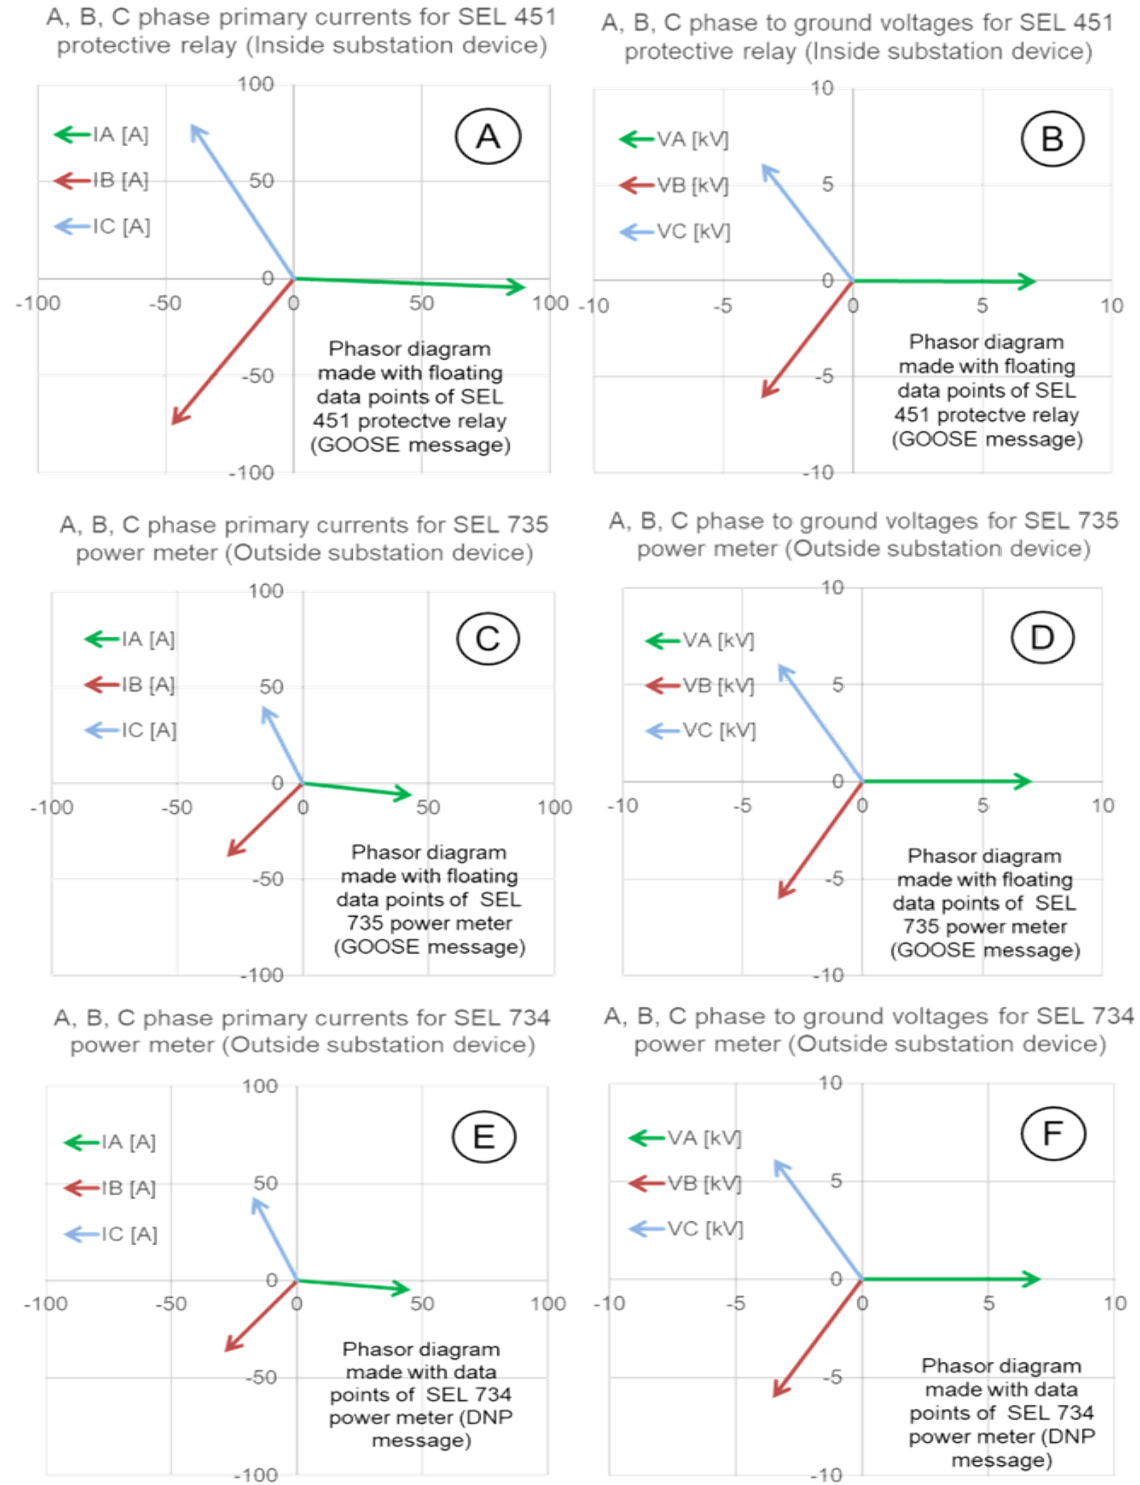 A, B, C phase primary currents for SEL 451
protective relay (Inside substation device)
100
IA [A]
A
IB [A]
50
IC [A]
0
-100
-50
0
50
100
Phasor diagram
made with floating
-50
data points of SEL
451 protectve relay
(GOOSE message)
-100
A, B, C phase to ground voltages for SEL 451
protective relay (Inside substation device)
10
VA [kV]
B
VB [kV]
5
VC [kV]
0
-10
-5
0
5
10
Phasor diagram
made with floating
-5
data points of SEL
451 protectve relay
(GOOSE message)
-10
A, B, C phase primary currents for SEL 735
power meter (Outside substation device)
100
IA [A]
C
IB [A]
50
IC [A]
0
-100
-50
0
50
100
Phasor diagram
made with floating
-50
data points of SEL
735 power meter
(GOOSE message)
-100
A, B, C phase to ground voltages for SEL 735
power meter (Outside substation device)
10
VA [kV]
D
VB [kV]
5
VC [kV]
0
-10
-5
0
5
10
Phasor diagram
made with floating
-5
data points of SEL
735 power meter
(GOOSE message)
-10
A, B, C phase primary currents for SEL 734
power meter (Outside substation device)
100
IA [A]
E
IB [A]
50
IC [A]
0
-100
-50
0
50
100
Phasor diagram
made with data
-50
points of SEL 734
power meter (DNP
message)
-100
A, B, C phase to ground voltages for SEL 734
power meter (Outside substation device)
10
VA [kV]
F
VB [kV]
5
VC [kV]
0
-10
-5
0
5
10
Phasor diagram
-5
made with data
points of SEL 734
power meter (DNP
message)
-10